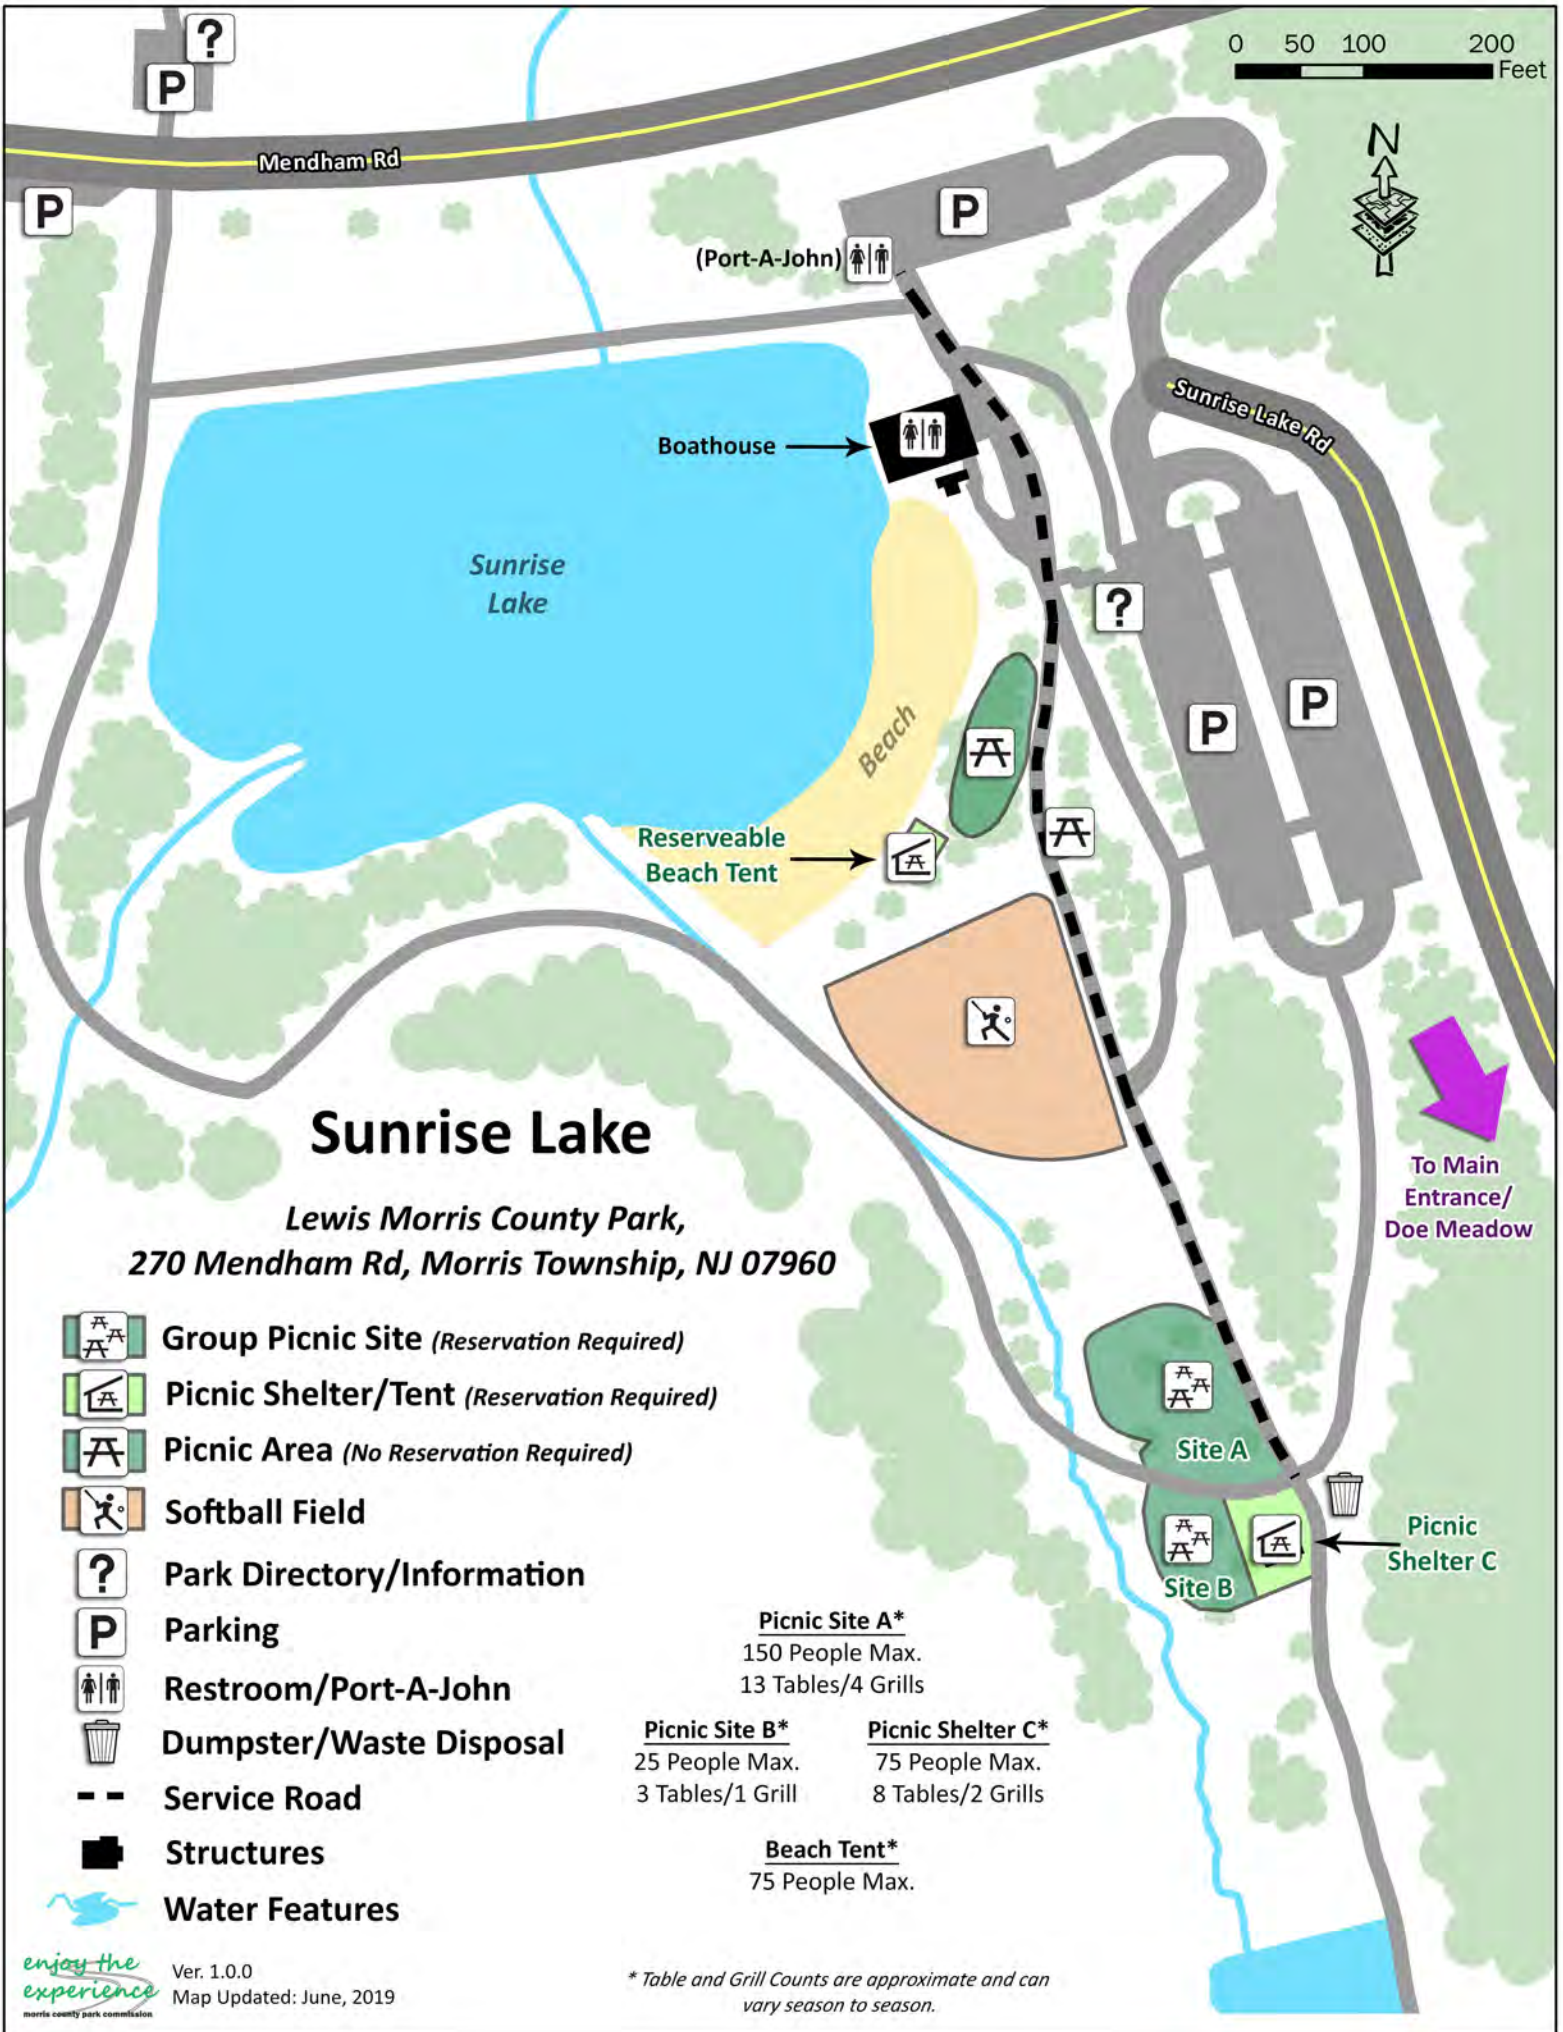 0 50 100 200
Feet
?
P
N
Mendham Rd
P
P
(Port-A-John)
Sunrise Lake Rd
Boathouse
Sunrise
Lake
?
Beach
P
P
Reserveable
Beach Tent
To Main
Entrance/
Doe Meadow
Sunrise Lake
Lewis Morris County Park,
270 Mendham Rd, Morris Township, NJ 07960
Group Picnic Site (Reservation Required)
Picnic Shelter/Tent (Reservation Required)
Picnic Area (No Reservation Required)
Softball Field
? Park Directory/Information
P Parking
Restroom/Port-A-John
Dumpster/Waste Disposal
Service Road
Structures
Water Features
Site A
Site B
Picnic
Shelter C
Picnic Site A*
150 People Max.
13 Tables/4 Grills
Picnic Site B*
25 People Max.
3 Tables/1 Grill
Picnic Shelter C*
75 People Max.
8 Tables/2 Grills
Beach Tent*
75 People Max.
enjoy the
experience
morris county park commission
Ver. 1.0.0
Map Updated: June, 2019
* Table and Grill Counts are approximate and can
vary season to season.